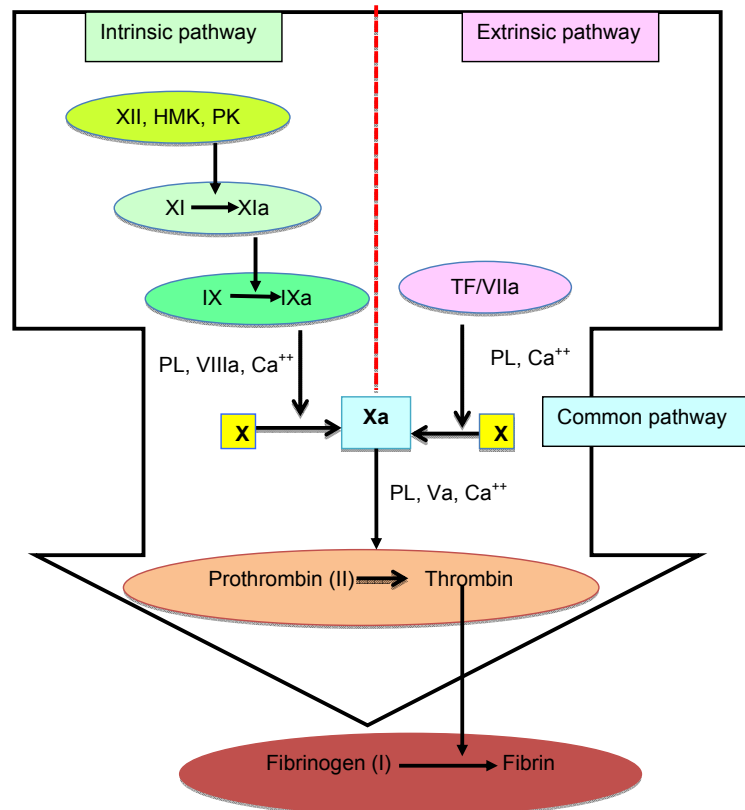 Intrinsic pathway
Extrinsic pathway
XII, HMK, PK
XI XIa
IX IXa
TF/VIIa
PL, VIIIa, Ca++
PL, Ca++
X
Xa
X
Common pathway
PL, Va, Ca++
Prothrombin (II) Thrombin
Fibrinogen (I) Fibrin